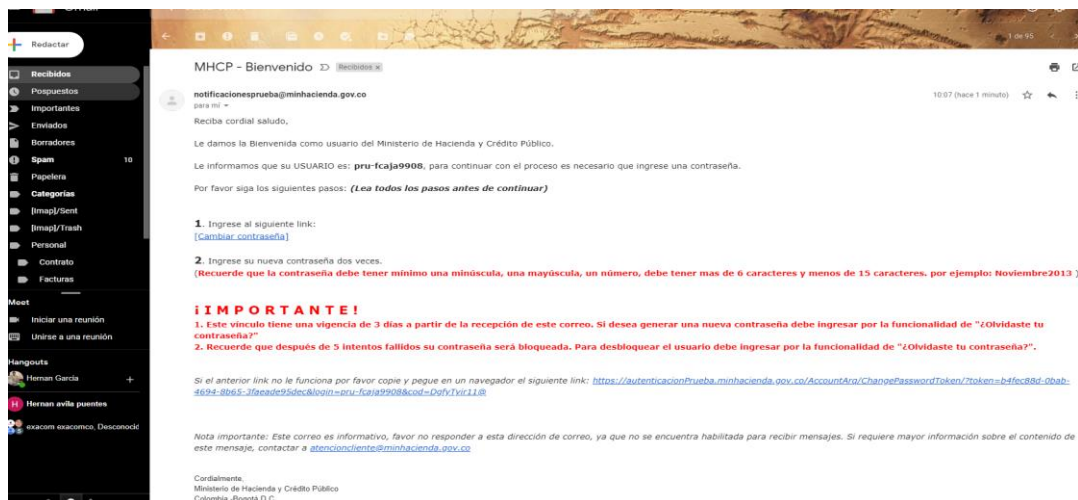 Gmail
Redactar
1 de 95
Recibidos
Pospuestos
Importantes
Enviados
Borradores
Spam 10
Papelera
Categorías
[Imap]/Sent
[Imap]/Trash
Personal
Contrato
Facturas
Meet
Iniciar una reunión
Unirse a una reunión
Hangouts
Hernan Garcia +
H Hernan avila puentes
exacom exacomco, Desconocid
MHCP - Bienvenido Recibidos x
notificacionesprueba@minhacienda.gov.co 10:07 (hace 1 minuto)
para mí
Reciba cordial saludo,
Le damos la Bienvenida como usuario del Ministerio de Hacienda y Crédito Público.
Le informamos que su USUARIO es: pru-fcaja9908, para continuar con el proceso es necesario que ingrese una contraseña.
Por favor siga los siguientes pasos: (Lea todos los pasos antes de continuar)
1. Ingrese al siguiente link:
[Cambiar contraseña]
2. Ingrese su nueva contraseña dos veces.
(Recuerde que la contraseña debe tener mínimo una minúscula, una mayúscula, un número, debe tener mas de 6 caracteres y menos de 15 caracteres. por ejemplo: Noviembre2013 )
¡IMPORTANTE!
1. Este vínculo tiene una vigencia de 3 días a partir de la recepción de este correo. Si desea generar una nueva contraseña debe ingresar por la funcionalidad de "¿Olvidaste tu
contraseña?"
2. Recuerde que después de 5 intentos fallidos su contraseña será bloqueada. Para desbloquear el usuario debe ingresar por la funcionalidad de "¿Olvidaste tu contraseña?".
Si el anterior link no le funciona por favor copie y pegue en un navegador el siguiente link: https://autenticacionPrueba.minhacienda.gov.co/AccountArq/ChangePasswordToken/?token=b4fec88d-0bab-
4694-8b65-3faeade95dec&login=pru-fcaja9908&cod=DgfyTyir11@
Nota importante: Este correo es informativo, favor no responder a esta dirección de correo, ya que no se encuentra habilitada para recibir mensajes. Si requiere mayor información sobre el contenido de
este mensaje, contactar a atencioncliente@minhacienda.gov.co
Cordialmente,
Ministerio de Hacienda y Crédito Público
Colombia -Bogotá D.C